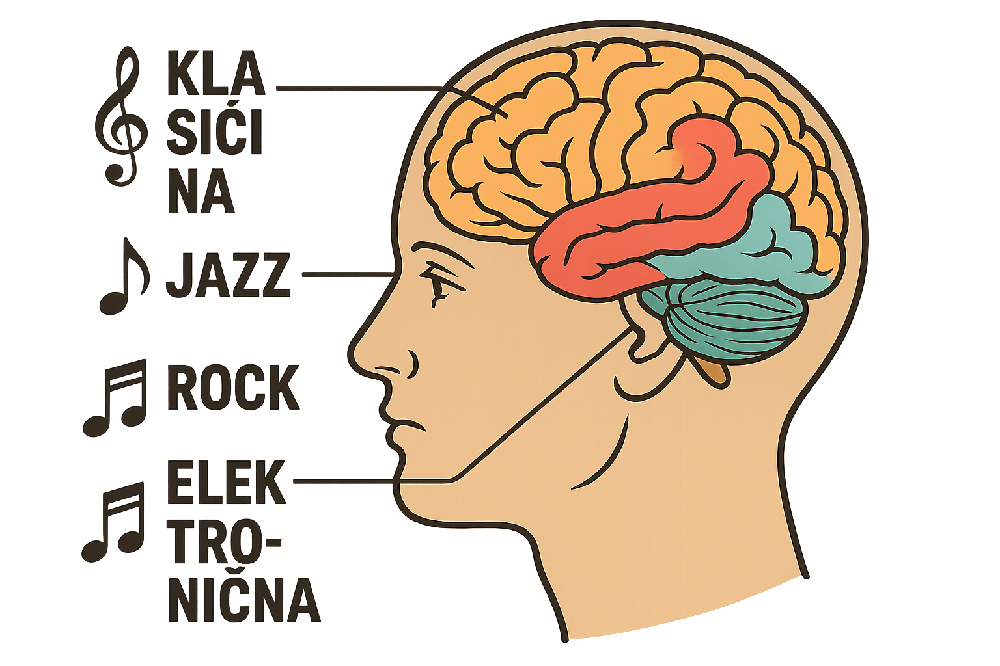 KLA
SIĆI
NA
JAZZ
ROCK
ELEK
TRO-
NIČNA